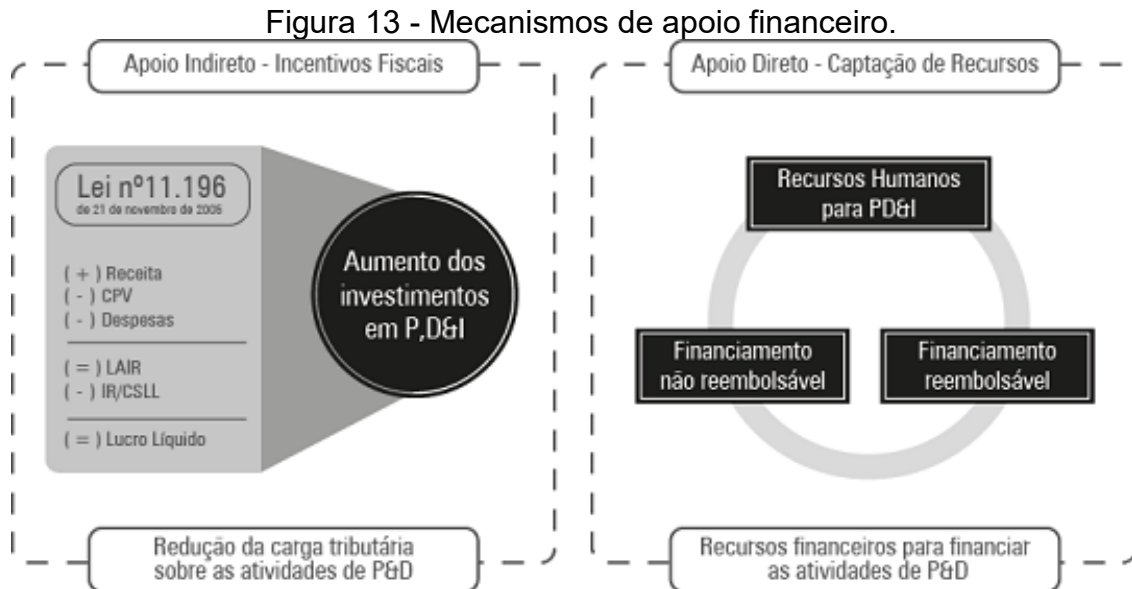 Figura 13 - Mecanismos de apoio financeiro.
Apoio Indireto - Incentivos Fiscais
Lei nº11.196
de 21 de novembro de 2005
( + ) Receita
( - ) CPV
( - ) Despesas
( = ) LAIR
( - ) IR/CSLL
( = ) Lucro Líquido
Aumento dos
investimentos
em P,D&I
Redução da carga tributária
sobre as atividades de P&D
Apoio Direto - Captação de Recursos
Recursos Humanos
para PD&I
Financiamento
não reembolsável
Financiamento
reembolsável
Recursos financeiros para financiar
as atividades de P&D